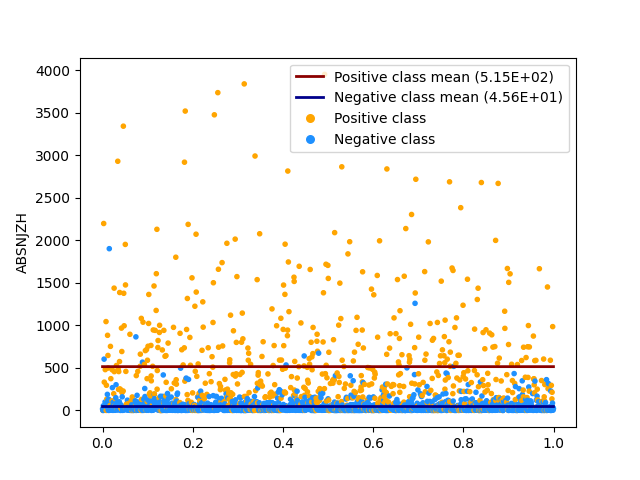 4000
3500
3000
2500
2000
1500
1000
500
0
ABSNJZH
Positive class mean (5.15E+02)
Negative class mean (4.56E+01)
Positive class
Negative class
0.0 0.2 0.4 0.6 0.8 1.0